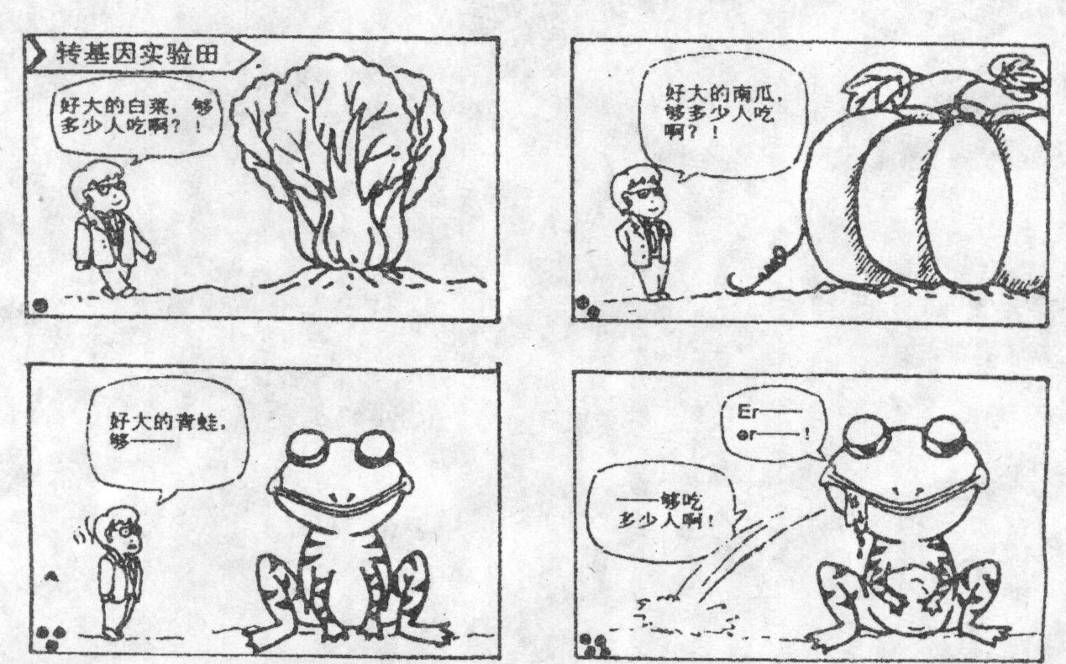 转基因实验田
好大的白菜，够
多少人吃啊？！
好大的南瓜，
够多少人吃
啊？！
好大的青蛙，
够——
Er——
er——！
——够吃
多少人啊！